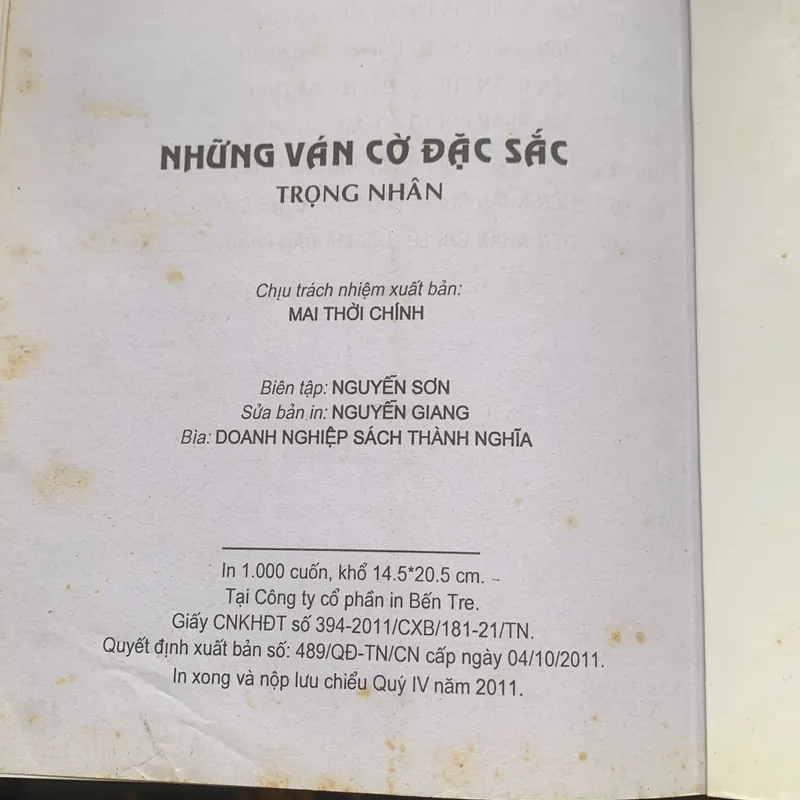 NHỮNG VÁN CỜ ĐẶC SẮC
TRỌNG NHÂN
Chịu trách nhiệm xuất bản:
MAI THỜI CHÍNH
Biên tập: NGUYỄN SƠN
Sửa bản in: NGUYỄN GIANG
Bìa: DOANH NGHIỆP SÁCH THÀNH NGHĨA
In 1.000 cuốn, khổ 14.5*20.5 cm.
Tại Công ty cổ phần in Bến Tre.
Giấy CNKHĐT số 394-2011/CXB/181-21/TN.
Quyết định xuất bản số: 489/QĐ-TN/CN cấp ngày 04/10/2011.
In xong và nộp lưu chiểu Quý IV năm 2011.